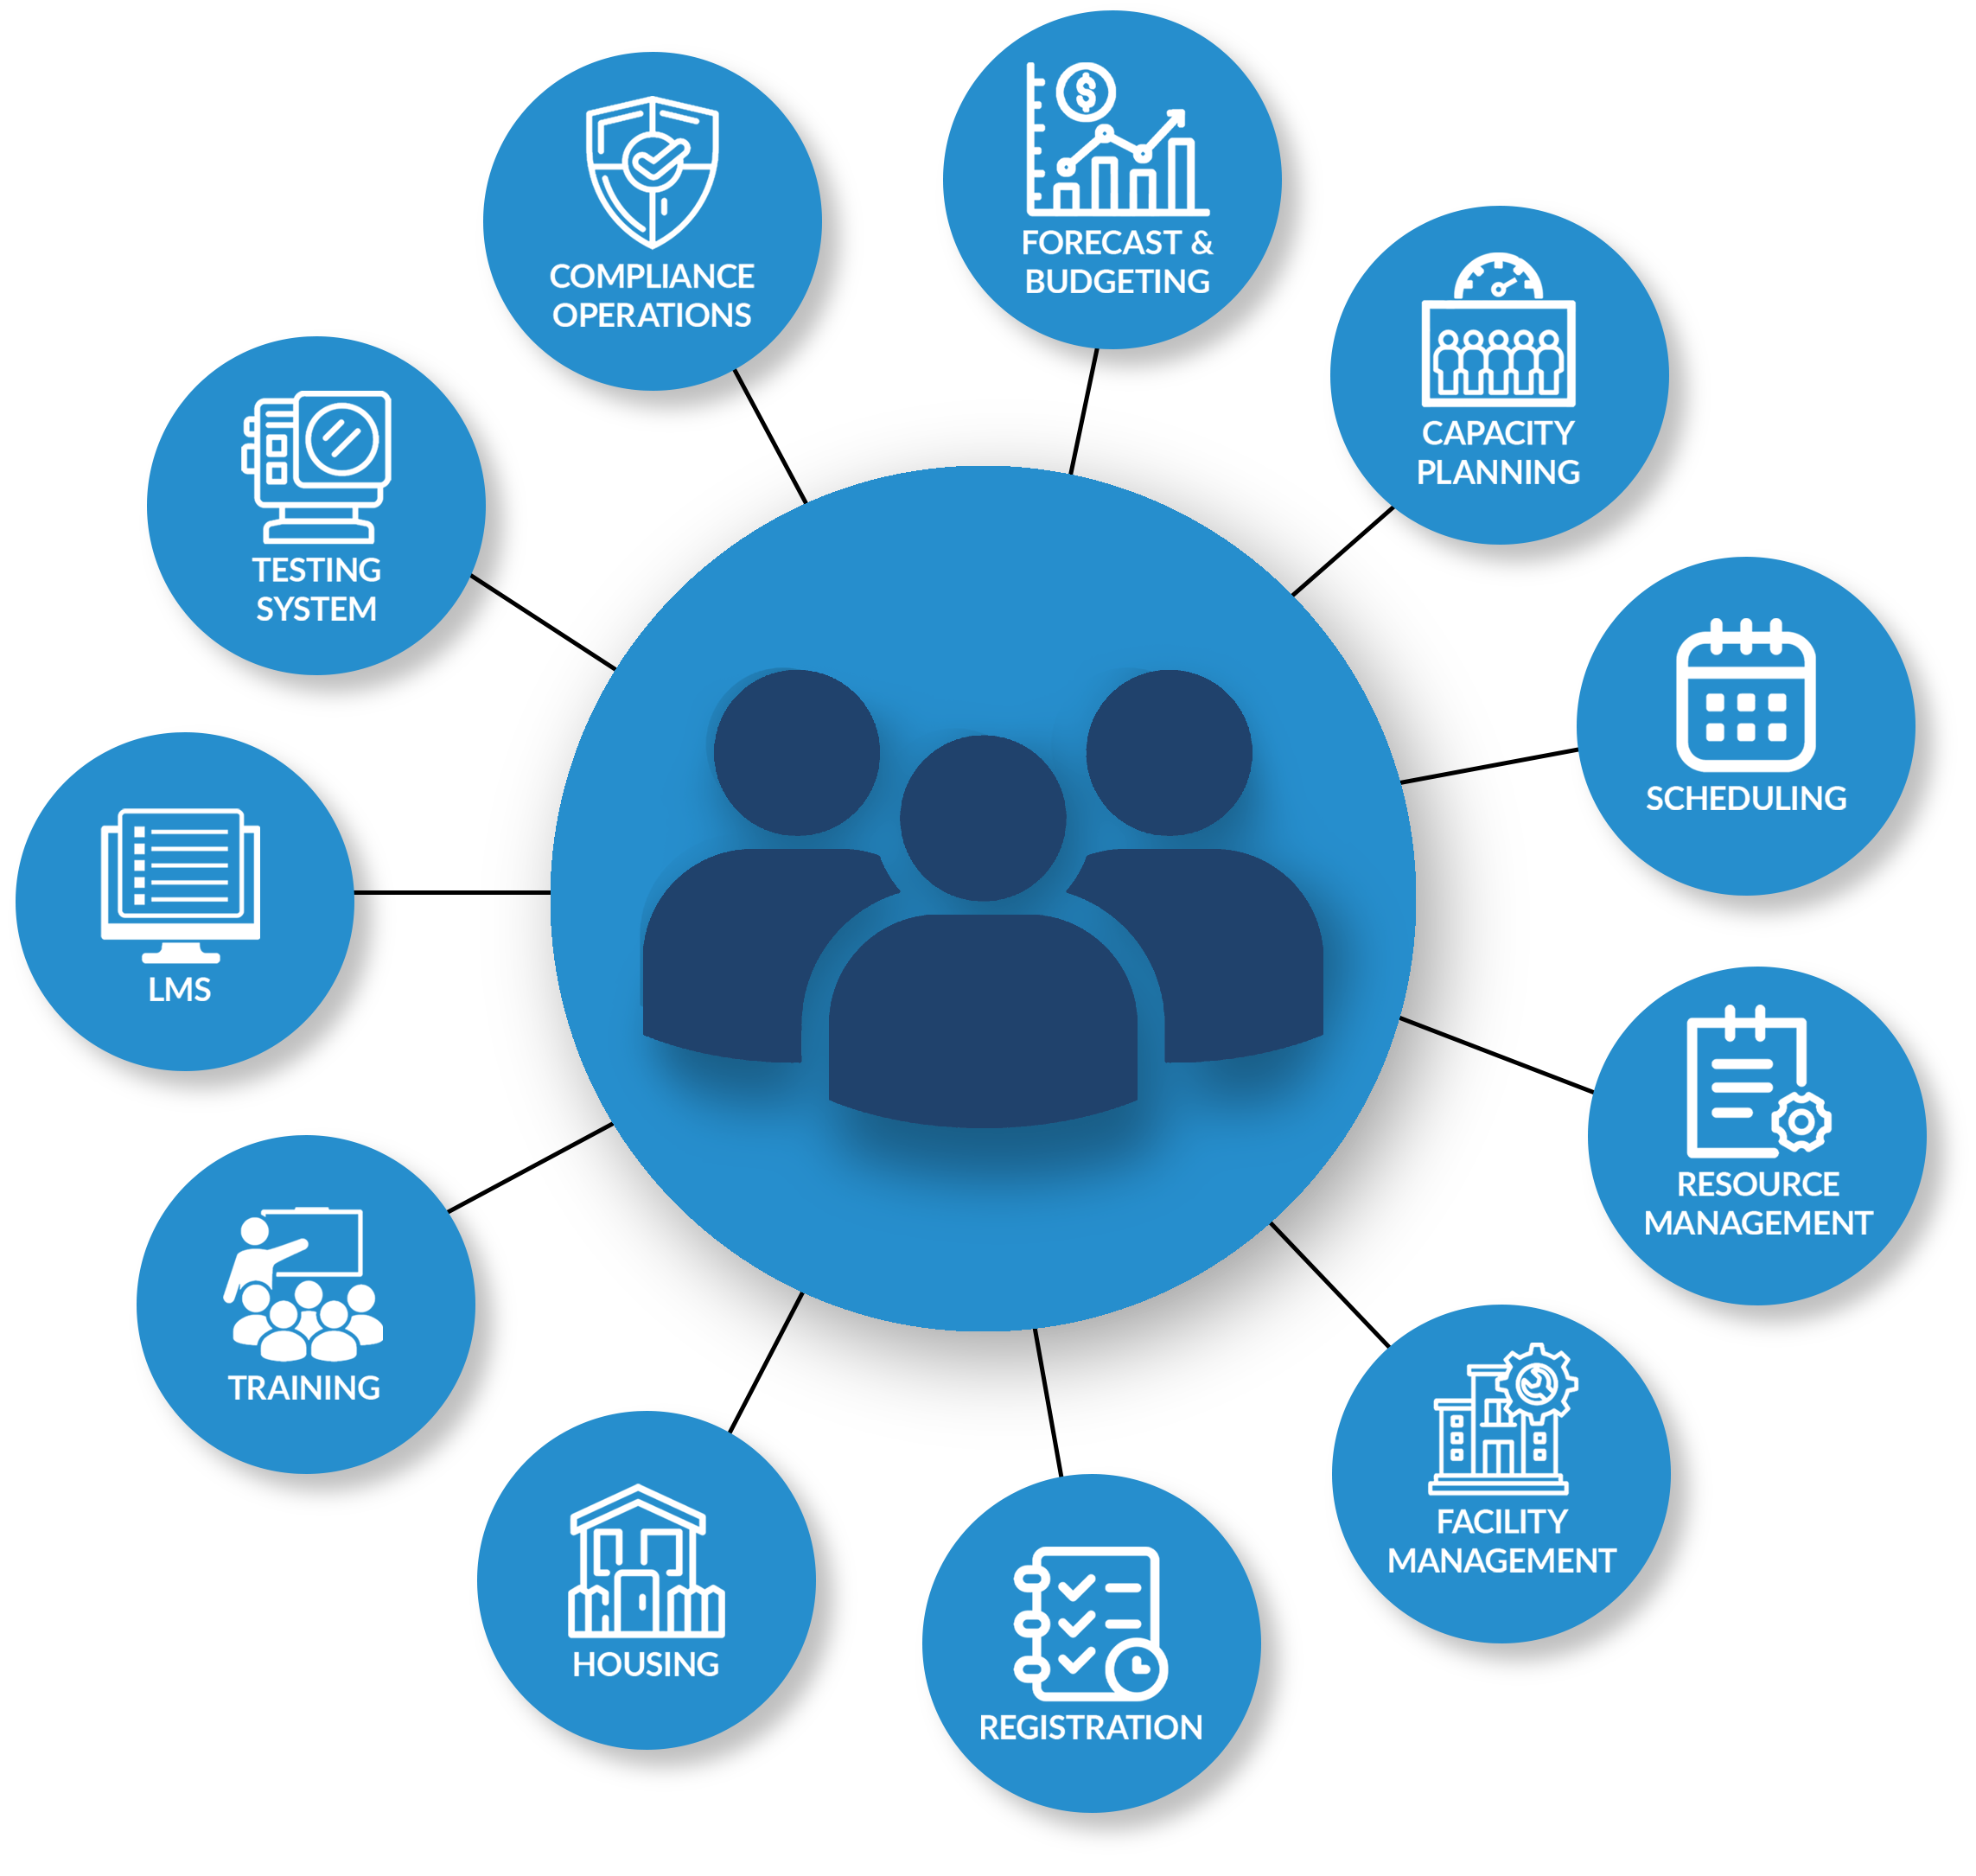 FORECAST &
BUDGETING
COMPLIANCE
OPERATIONS
CAPACITY
PLANNING
TESTING
SYSTEM
SCHEDULING
LMS
RESOURCE
MANAGEMENT
TRAINING
FACILITY
MANAGEMENT
HOUSING
REGISTRATION